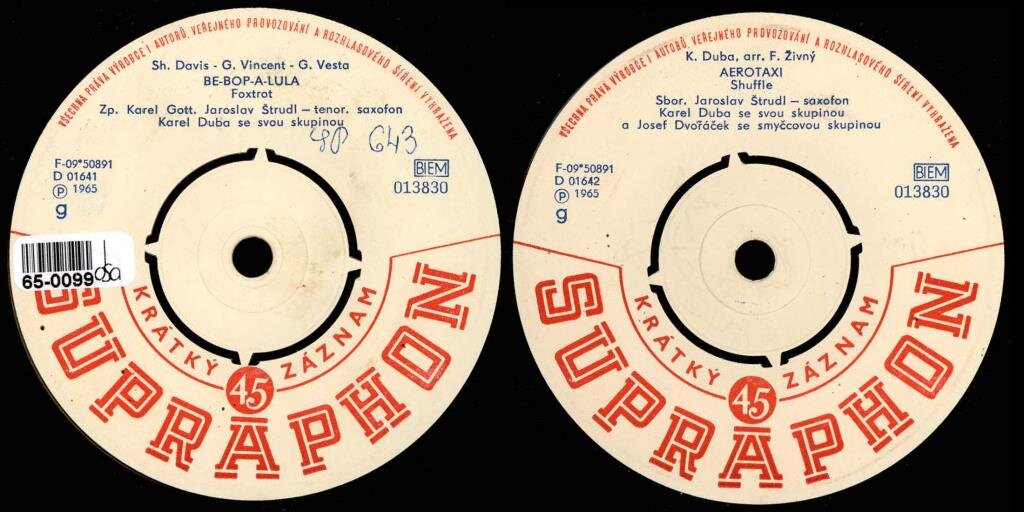 VŠECHNA PRÁVA VÝROBCE I AUTORŮ, VEŘEJNÉHO PROVOZOVÁNÍ A ROZHLASOVÉHO ŠÍŘENÍ VYHRAZENA
Sh. Davis - G. Vincent - G. Vesta
BE-BOP-A-LULA
Foxtrot
Zp. Karel Gott. Jaroslav Štrudl — tenor. saxofon
Karel Duba se svou skupinou
643
F-09*50891
D 01641
Ⓟ 1965
g
BIEM
013830
65-0099
KRÁTKÝ 45 ZÁZNAM
SUPRAPHON
VŠECHNA PRÁVA VÝROBCE I AUTORŮ, VEŘEJNÉHO PROVOZOVÁNÍ A ROZHLASOVÉHO ŠÍŘENÍ VYHRAZENA
K. Duba, arr. F. Živný
AEROTAXI
Shuffle
Sbor. Jaroslav Štrudl — saxofon
Karel Duba se svou skupinou
a Josef Dvořáček se smyčcovou skupinou
F-09*50891
D 01642
Ⓟ 1965
g
BIEM
013830
KRÁTKÝ 45 ZÁZNAM
SUPRAPHON